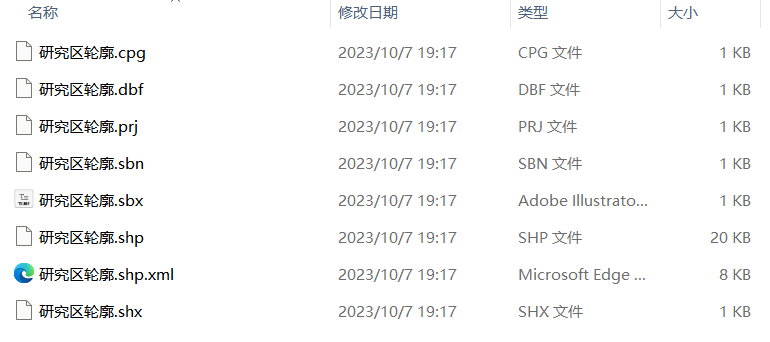 名称 修改日期 类型 大小
研究区轮廓.cpg 2023/10/7 19:17 CPG 文件 1 KB
研究区轮廓.dbf 2023/10/7 19:17 DBF 文件 1 KB
研究区轮廓.prj 2023/10/7 19:17 PRJ 文件 1 KB
研究区轮廓.sbn 2023/10/7 19:17 SBN 文件 1 KB
研究区轮廓.sbx 2023/10/7 19:17 Adobe Illustrato... 1 KB
研究区轮廓.shp 2023/10/7 19:17 SHP 文件 20 KB
研究区轮廓.shp.xml 2023/10/7 19:17 Microsoft Edge ... 8 KB
研究区轮廓.shx 2023/10/7 19:17 SHX 文件 1 KB